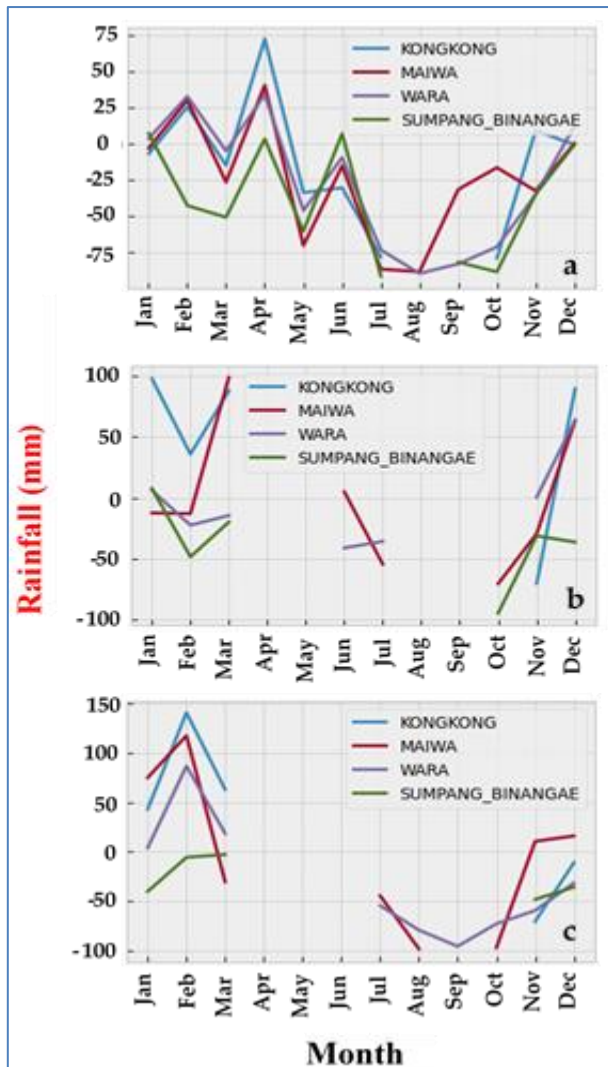 75
50
25
0
-25
-50
-75
KONGKONG
MAIWA
WARA
SUMPANG_BINANGAE
a
Jan
Feb
Mar
Apr
May
Jun
Jul
Aug
Sep
Oct
Nov
Dec
Rainfall (mm)
100
50
0
-50
-100
KONGKONG
MAIWA
WARA
SUMPANG_BINANGAE
b
Jan
Feb
Mar
Apr
May
Jun
Jul
Aug
Sep
Oct
Nov
Dec
150
100
50
0
-50
-100
KONGKONG
MAIWA
WARA
SUMPANG_BINANGAE
c
Jan
Feb
Mar
Apr
May
Jun
Jul
Aug
Sep
Oct
Nov
Dec
Month